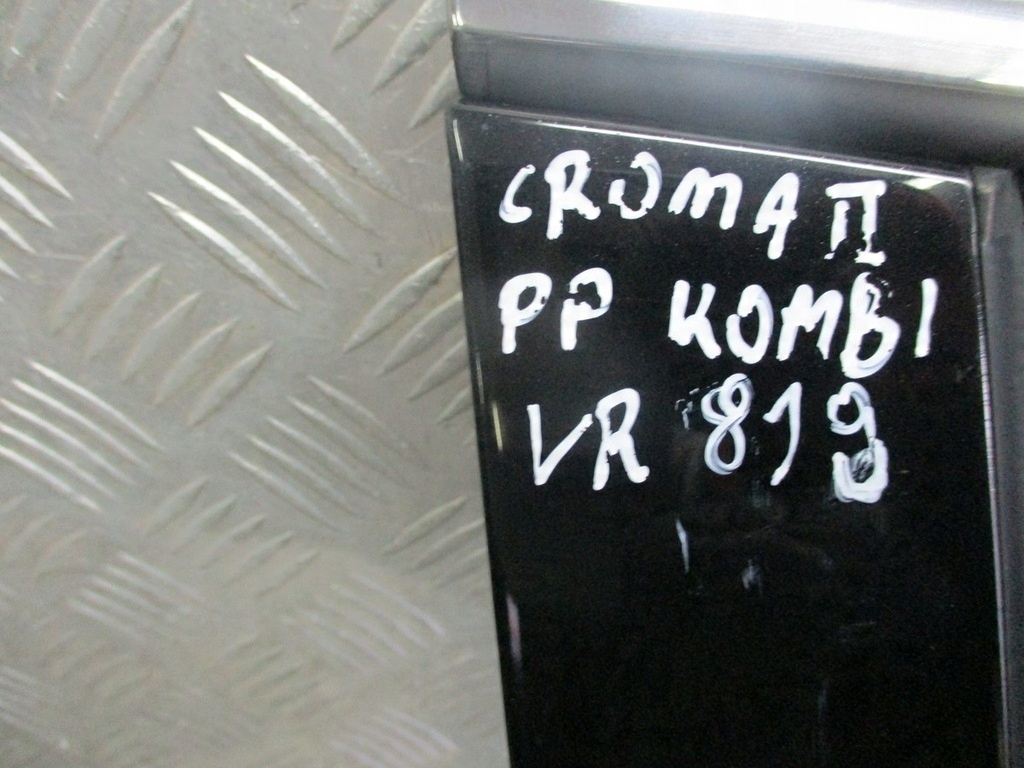 CROMA II
PP KOMBI
VR 819